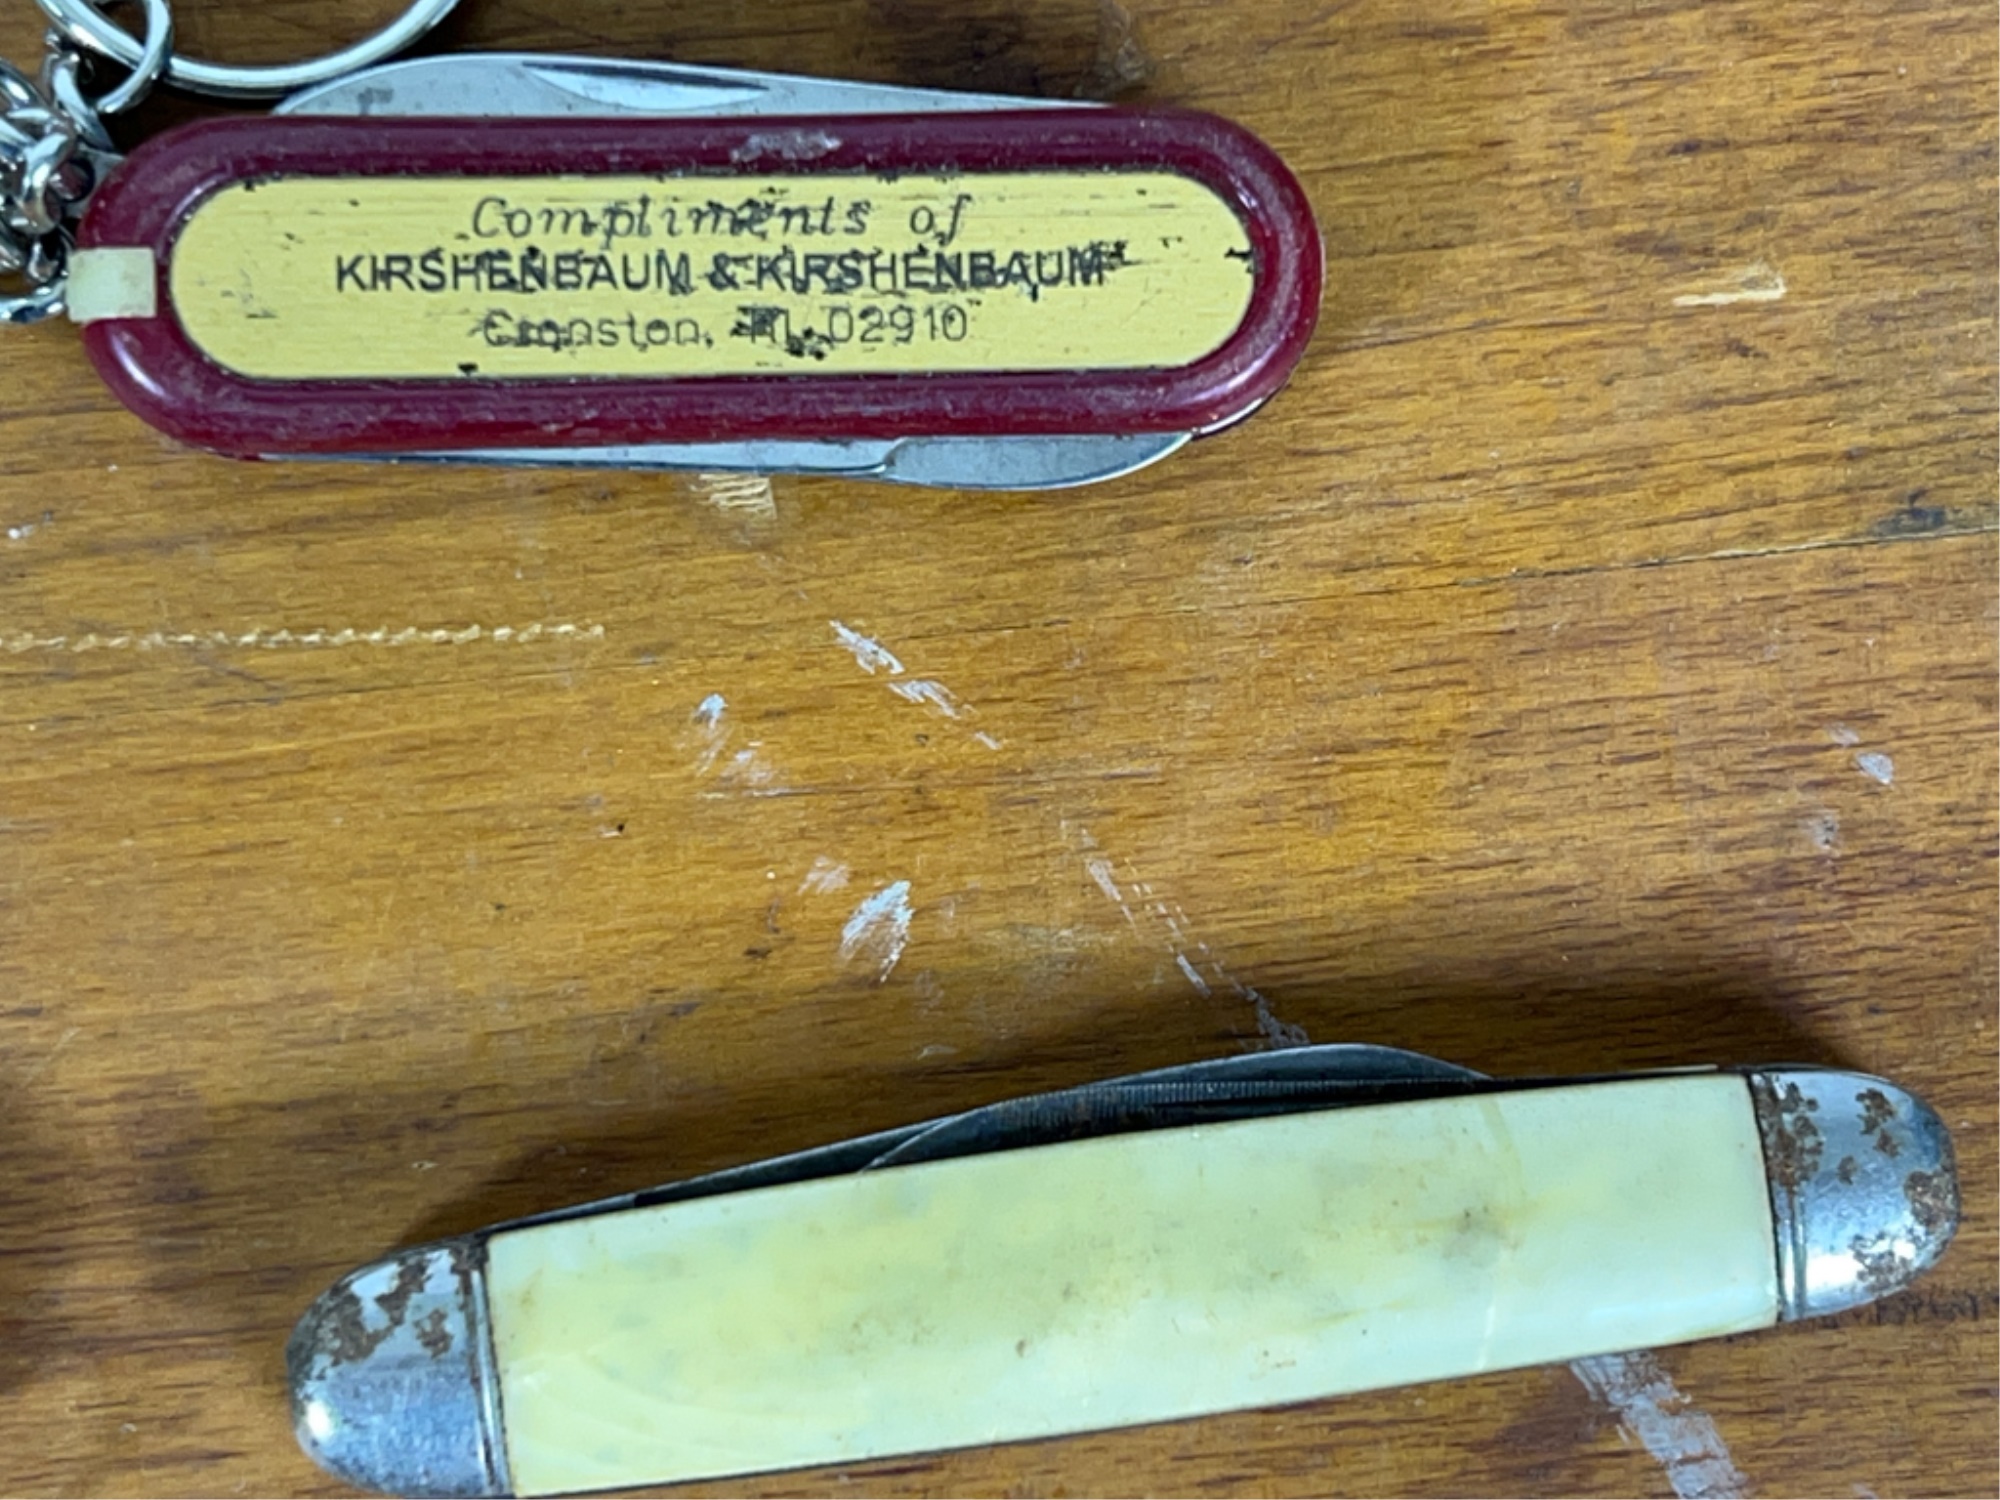 Compliments of
KIRSHENBAUM & KIRSHENBAUM
Cranston, RI 02910